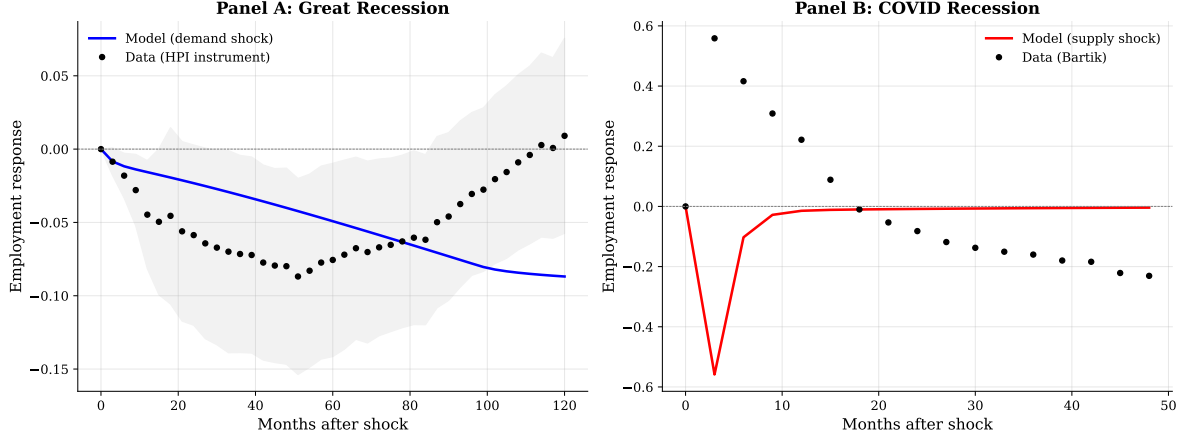 Panel A: Great Recession
Model (demand shock)
Data (HPI instrument)
Employment response
0.05
0.00
−0.05
−0.10
−0.15
0
20
40
60
80
100
120
Months after shock
Panel B: COVID Recession
Model (supply shock)
Data (Bartik)
Employment response
0.6
0.4
0.2
0.0
−0.2
−0.4
−0.6
0
10
20
30
40
50
Months after shock